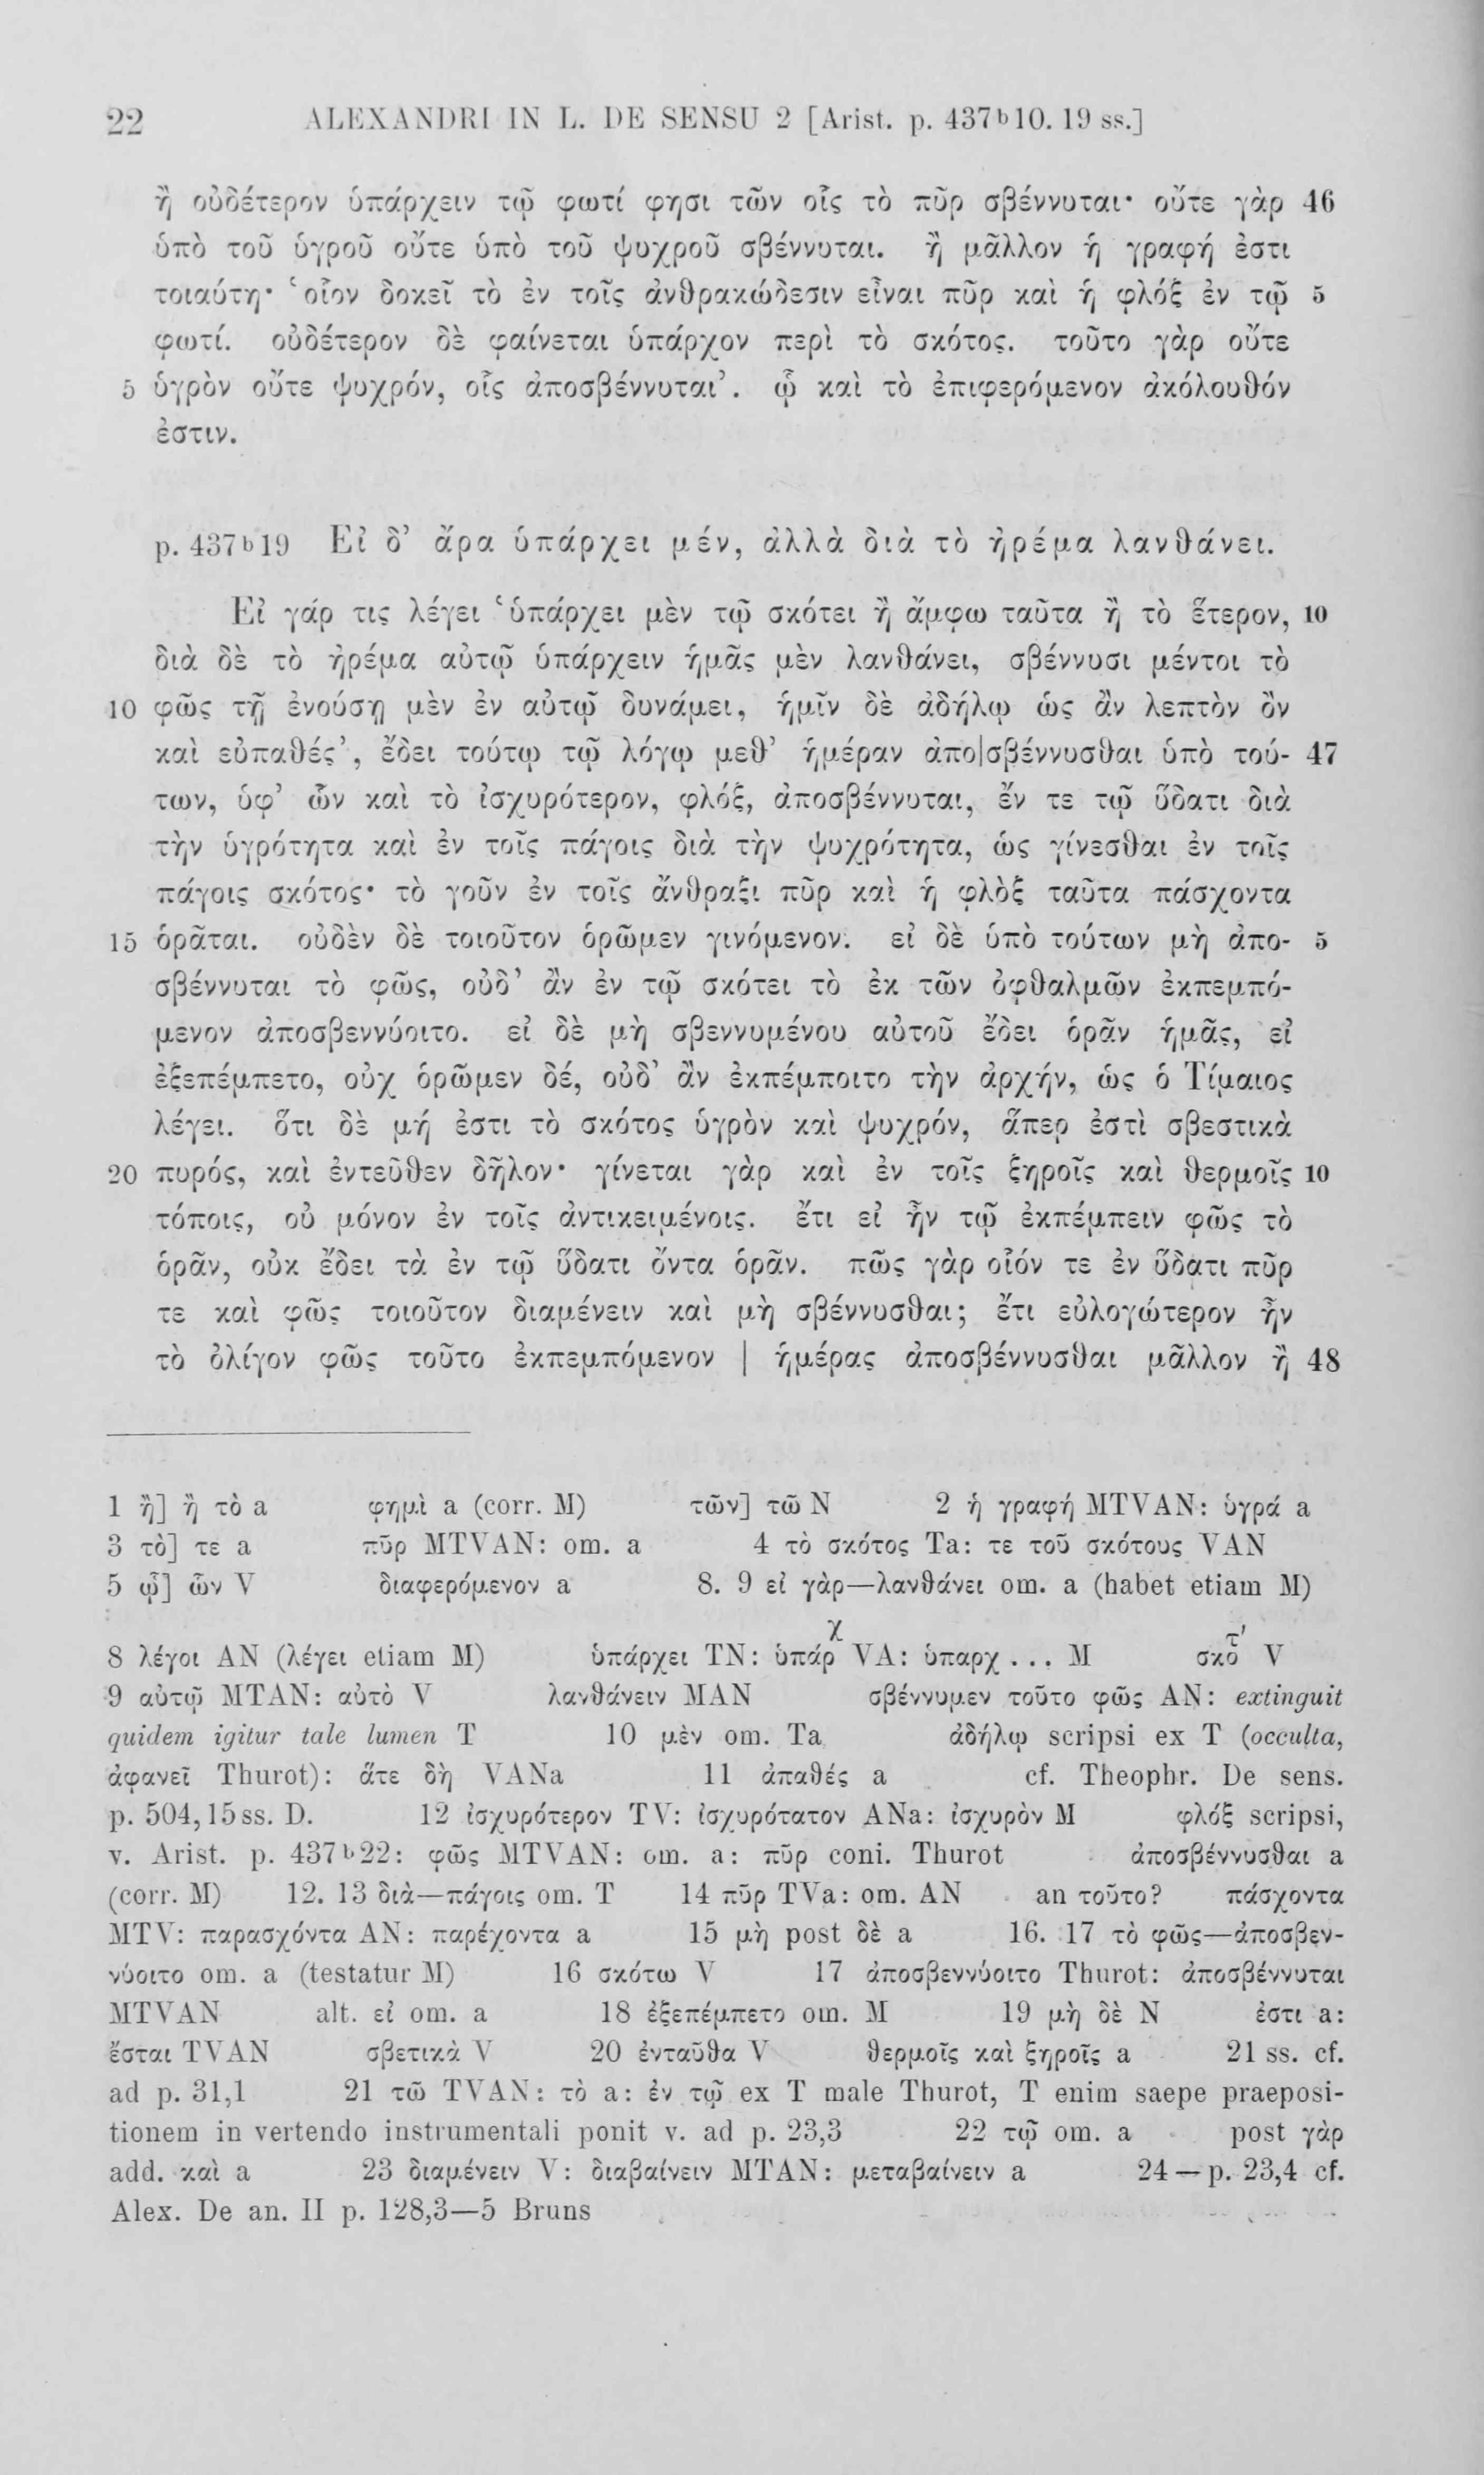 22 ALEXANDRI IN L. DE SENSU 2 [Arist. p. 437ᵇ10. 19 ss.]
ἢ οὐδέτερον ὑπάρχειν τῷ φωτί φησι τῶν οἷς τὸ πῦρ σβέννυται· οὔτε γὰρ 46
ὑπὸ τοῦ ὑγροῦ οὔτε ὑπὸ τοῦ ψυχροῦ σβέννυται. ἢ μᾶλλον ἡ γραφή ἐστι
τοιαύτη· ‘οἷον δοκεῖ τὸ ἐν τοῖς ἀνθρακώδεσιν εἶναι πῦρ καὶ ἡ φλόξ ἐν τῷ 5
φωτί. οὐδέτερον δὲ φαίνεται ὑπάρχον περὶ τὸ σκότος. τοῦτο γὰρ οὔτε
5 ὑγρὸν οὔτε ψυχρόν, οἷς ἀποσβέννυται’. ᾧ καὶ τὸ ἐπιφερόμενον ἀκόλουθόν
ἐστιν.
p. 437ᵇ19 Εἰ δ’ ἄρα ὑπάρχει μέν, ἀλλὰ διὰ τὸ ἠρέμα λανθάνει.
Εἰ γάρ τις λέγει ‘ὑπάρχει μὲν τῷ σκότει ἢ ἄμφω ταῦτα ἢ τὸ ἕτερον, 10
διὰ δὲ τὸ ἠρέμα αὐτῷ ὑπάρχειν ἡμᾶς μὲν λανθάνει, σβέννυσι μέντοι τὸ
10 φῶς τῇ ἐνούσῃ μὲν ἐν αὐτῷ δυνάμει, ἡμῖν δὲ ἀδήλῳ ὡς ἂν λεπτὸν ὂν
καὶ εὐπαθές’, ἔδει τούτῳ τῷ λόγῳ μεθ’ ἡμέραν ἀπο|σβέννυσθαι ὑπὸ τού- 47
των, ὑφ’ ὧν καὶ τὸ ἰσχυρότερον, φλόξ, ἀποσβέννυται, ἔν τε τῷ ὕδατι διὰ
τὴν ὑγρότητα καὶ ἐν τοῖς πάγοις διὰ τὴν ψυχρότητα, ὡς γίνεσθαι ἐν τοῖς
πάγοις σκότος· τὸ γοῦν ἐν τοῖς ἄνθραξι πῦρ καὶ ἡ φλὸξ ταῦτα πάσχοντα
15 ὁρᾶται. οὐδὲν δὲ τοιοῦτον ὁρῶμεν γινόμενον. εἰ δὲ ὑπὸ τούτων μὴ ἀπο- 5
σβέννυται τὸ φῶς, οὐδ’ ἂν ἐν τῷ σκότει τὸ ἐκ τῶν ὀφθαλμῶν ἐκπεμπό-
μενον ἀποσβεννύοιτο. εἰ δὲ μὴ σβεννυμένου αὐτοῦ ἔδει ὁρᾶν ἡμᾶς, εἰ
ἐξεπέμπετο, οὐχ ὁρῶμεν δέ, οὐδ’ ἂν ἐκπέμποιτο τὴν ἀρχήν, ὡς ὁ Τίμαιος
λέγει. ὅτι δὲ μή ἐστι τὸ σκότος ὑγρὸν καὶ ψυχρόν, ἅπερ ἐστὶ σβεστικὰ
20 πυρός, καὶ ἐντεῦθεν δῆλον· γίνεται γὰρ καὶ ἐν τοῖς ξηροῖς καὶ θερμοῖς 10
τόποις, οὐ μόνον ἐν τοῖς ἀντικειμένοις. ἔτι εἰ ἦν τῷ ἐκπέμπειν φῶς τὸ
ὁρᾶν, οὐκ ἔδει τὰ ἐν τῷ ὕδατι ὄντα ὁρᾶν. πῶς γὰρ οἷόν τε ἐν ὕδατι πῦρ
τε καὶ φῶς τοιοῦτον διαμένειν καὶ μὴ σβέννυσθαι; ἔτι εὐλογώτερον ἦν
τὸ ὀλίγον φῶς τοῦτο ἐκπεμπόμενον | ἡμέρας ἀποσβέννυσθαι μᾶλλον ἢ 48
1 ἢ] ἢ τὸ a φημὶ a (corr. M) τῶν] τῶ N 2 ἡ γραφή MTVAN: ὑγρά a
3 τὸ] τε a πῦρ MTVAN: om. a 4 τὸ σκότος Ta: τε τοῦ σκότους VAN
5 ᾧ] ὧν V διαφερόμενον a 8. 9 εἰ γὰρ—λανθάνει om. a (habet etiam M)
8 λέγοι AN (λέγει etiam M) ὑπάρχει TN: ὑπάρχ VA: ὑπαρχ... M σκοτ' V
9 αὐτῷ MTAN: αὐτὸ V λανθάνειν MAN σβέννυμεν τοῦτο φῶς AN: extinguit
quidem igitur tale lumen T 10 μὲν om. Ta ἀδήλῳ scripsi ex T (occulta,
ἀφανεῖ Thurot): ἅτε δὴ VANa 11 ἀπαθές a cf. Theophr. De sens.
p. 504,15 ss. D. 12 ἰσχυρότερον TV: ἰσχυρότατον ANa: ἰσχυρὸν M φλόξ scripsi,
v. Arist. p. 437ᵇ22: φῶς MTVAN: om. a: πῦρ coni. Thurot ἀποσβέννυσθαι a
(corr. M) 12. 13 διὰ—πάγοις om. T 14 πῦρ TVa: om. AN an τοῦτο? πάσχοντα
MTV: παρασχόντα AN: παρέχοντα a 15 μὴ post δὲ a 16. 17 τὸ φῶς—ἀποσβεν-
νύοιτο om. a (testatur M) 16 σκότω V 17 ἀποσβεννύοιτο Thurot: ἀποσβέννυται
MTVAN alt. εἰ om. a 18 ἐξεπέμπετο om. M 19 μὴ δὲ N ἐστι a:
ἔσται TVAN σβετικὰ V 20 ἐνταῦθα V θερμοῖς καὶ ξηροῖς a 21 ss. cf.
ad p. 31,1 21 τῶ TVAN: τὸ a: ἐν τῷ ex T male Thurot, T enim saepe praeposi-
tionem in vertendo instrumentali ponit v. ad p. 23,3 22 τῷ om. a post γὰρ
add. καὶ a 23 διαμένειν V: διαβαίνειν MTAN: μεταβαίνειν a 24 — p. 23,4 cf.
Alex. De an. II p. 128,3—5 Bruns